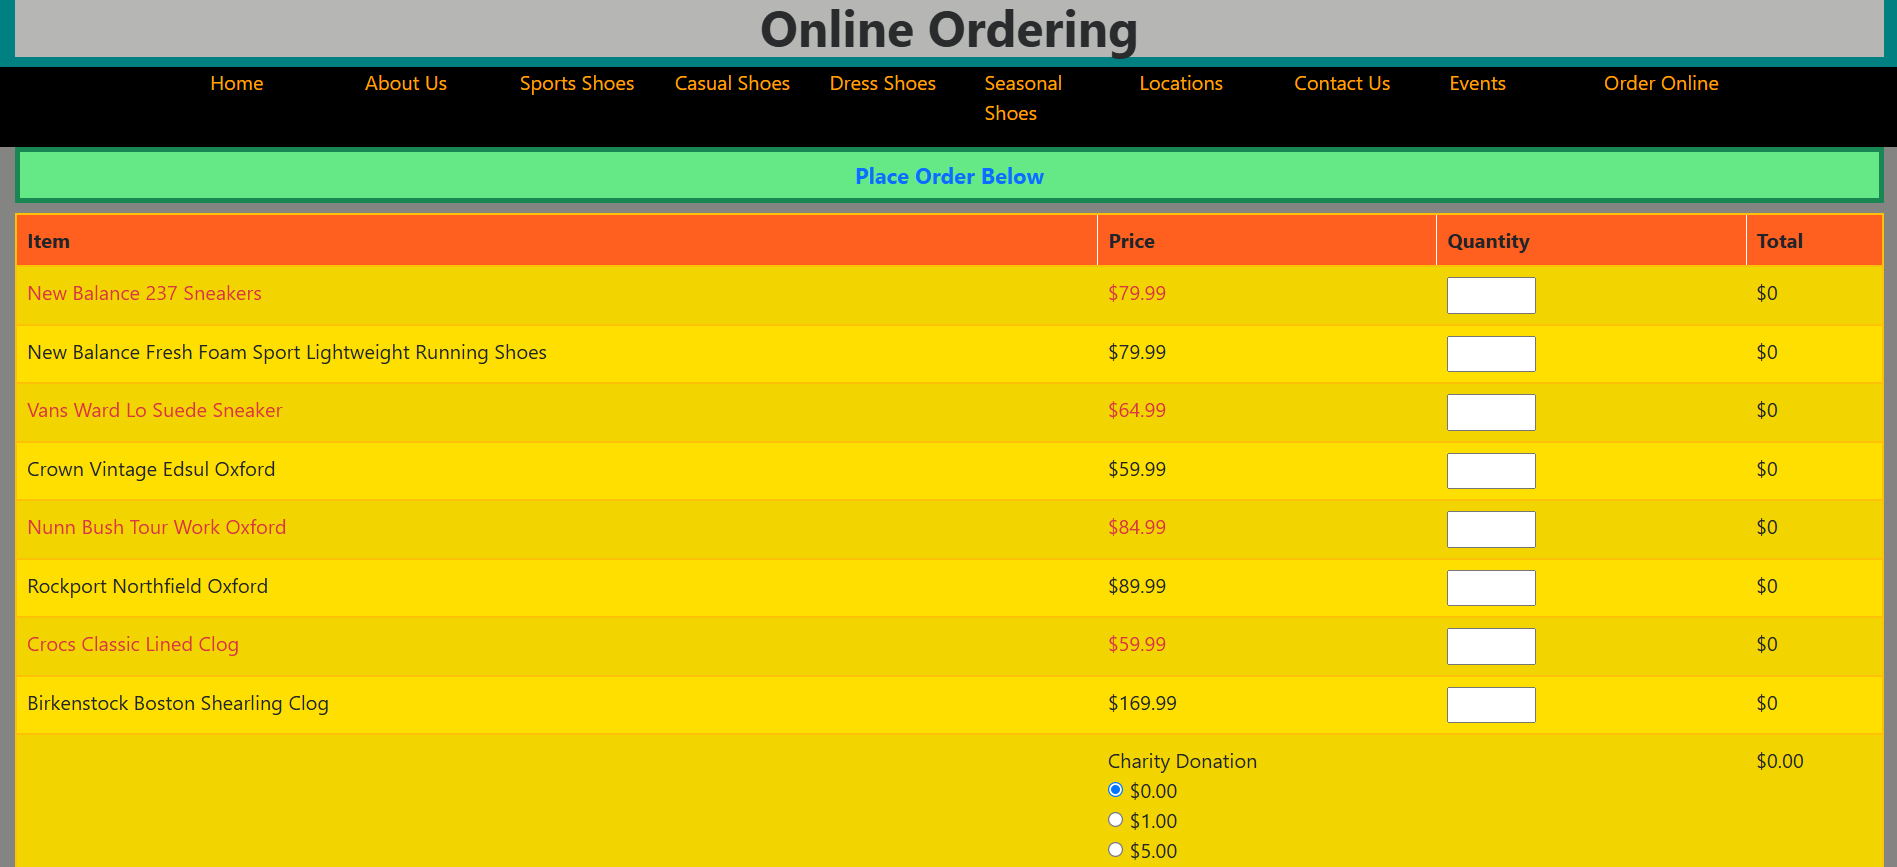 Online Ordering
Home About Us Sports Shoes Casual Shoes Dress Shoes Seasonal Shoes Locations Contact Us Events Order Online
Place Order Below
Item Price Quantity Total
New Balance 237 Sneakers $79.99 $0
New Balance Fresh Foam Sport Lightweight Running Shoes $79.99 $0
Vans Ward Lo Suede Sneaker $64.99 $0
Crown Vintage Edsul Oxford $59.99 $0
Nunn Bush Tour Work Oxford $84.99 $0
Rockport Northfield Oxford $89.99 $0
Crocs Classic Lined Clog $59.99 $0
Birkenstock Boston Shearling Clog $169.99 $0
Charity Donation $0.00
$0.00
$1.00
$5.00